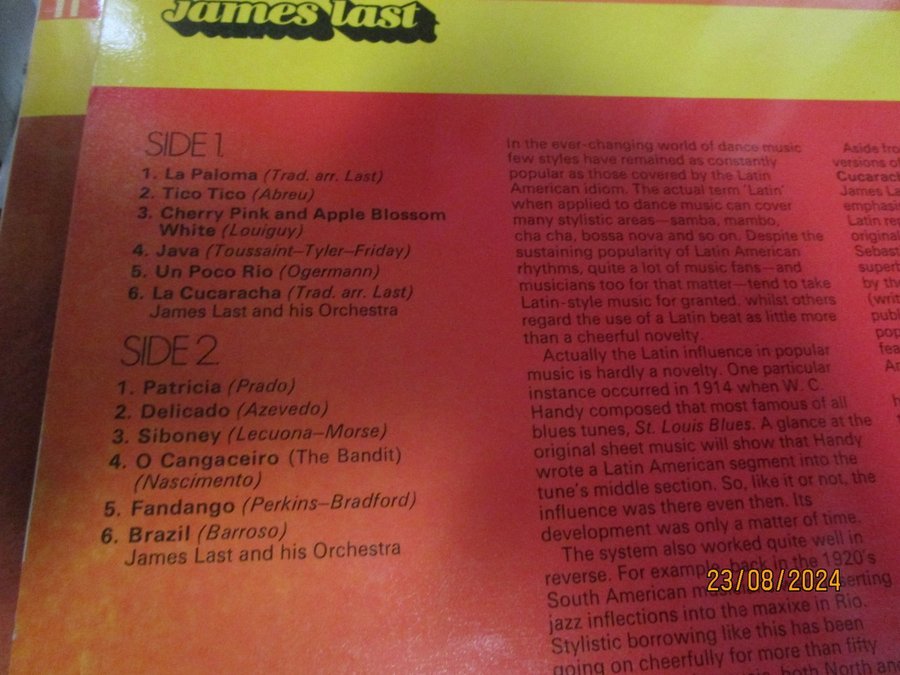 11
james last
SIDE 1
1. La Paloma (Trad. arr. Last)
2. Tico Tico (Abreu)
3. Cherry Pink and Apple Blossom
White (Louiguy)
4. Java (Toussaint–Tyler–Friday)
5. Un Poco Rio (Ogermann)
6. La Cucaracha (Trad. arr. Last)
James Last and his Orchestra
SIDE 2
1. Patricia (Prado)
2. Delicado (Azevedo)
3. Siboney (Lecuona–Morse)
4. O Cangaceiro (The Bandit)
(Nascimento)
5. Fandango (Perkins–Bradford)
6. Brazil (Barroso)
James Last and his Orchestra
In the ever-changing world of dance music
few styles have remained as constantly
popular as those covered by the Latin
American idiom. The actual term 'Latin'
when applied to dance music can cover
many stylistic areas—samba, mambo,
cha cha, bossa nova and so on. Despite the
sustaining popularity of Latin American
rhythms, quite a lot of music fans—and
musicians too for that matter—tend to take
Latin-style music for granted, whilst others
regard the use of a Latin beat as little more
than a cheerful novelty.
Actually the Latin influence in popular
music is hardly a novelty. One particular
instance occurred in 1914 when W. C.
Handy composed that most famous of all
blues tunes, St. Louis Blues. A glance at the
original sheet music will show that Handy
wrote a Latin American segment into the
tune's middle section. So, like it or not, the
influence was there even then. Its
development was only a matter of time.
The system also worked quite well in
reverse. For example, back in the 1920's
South American
jazz inflections into the maxixe in Rio.
Stylistic borrowing like this has been
going on cheerfully for more than fifty
both North and
Aside
versions of
James
Latin
original
by the
23/08/2024